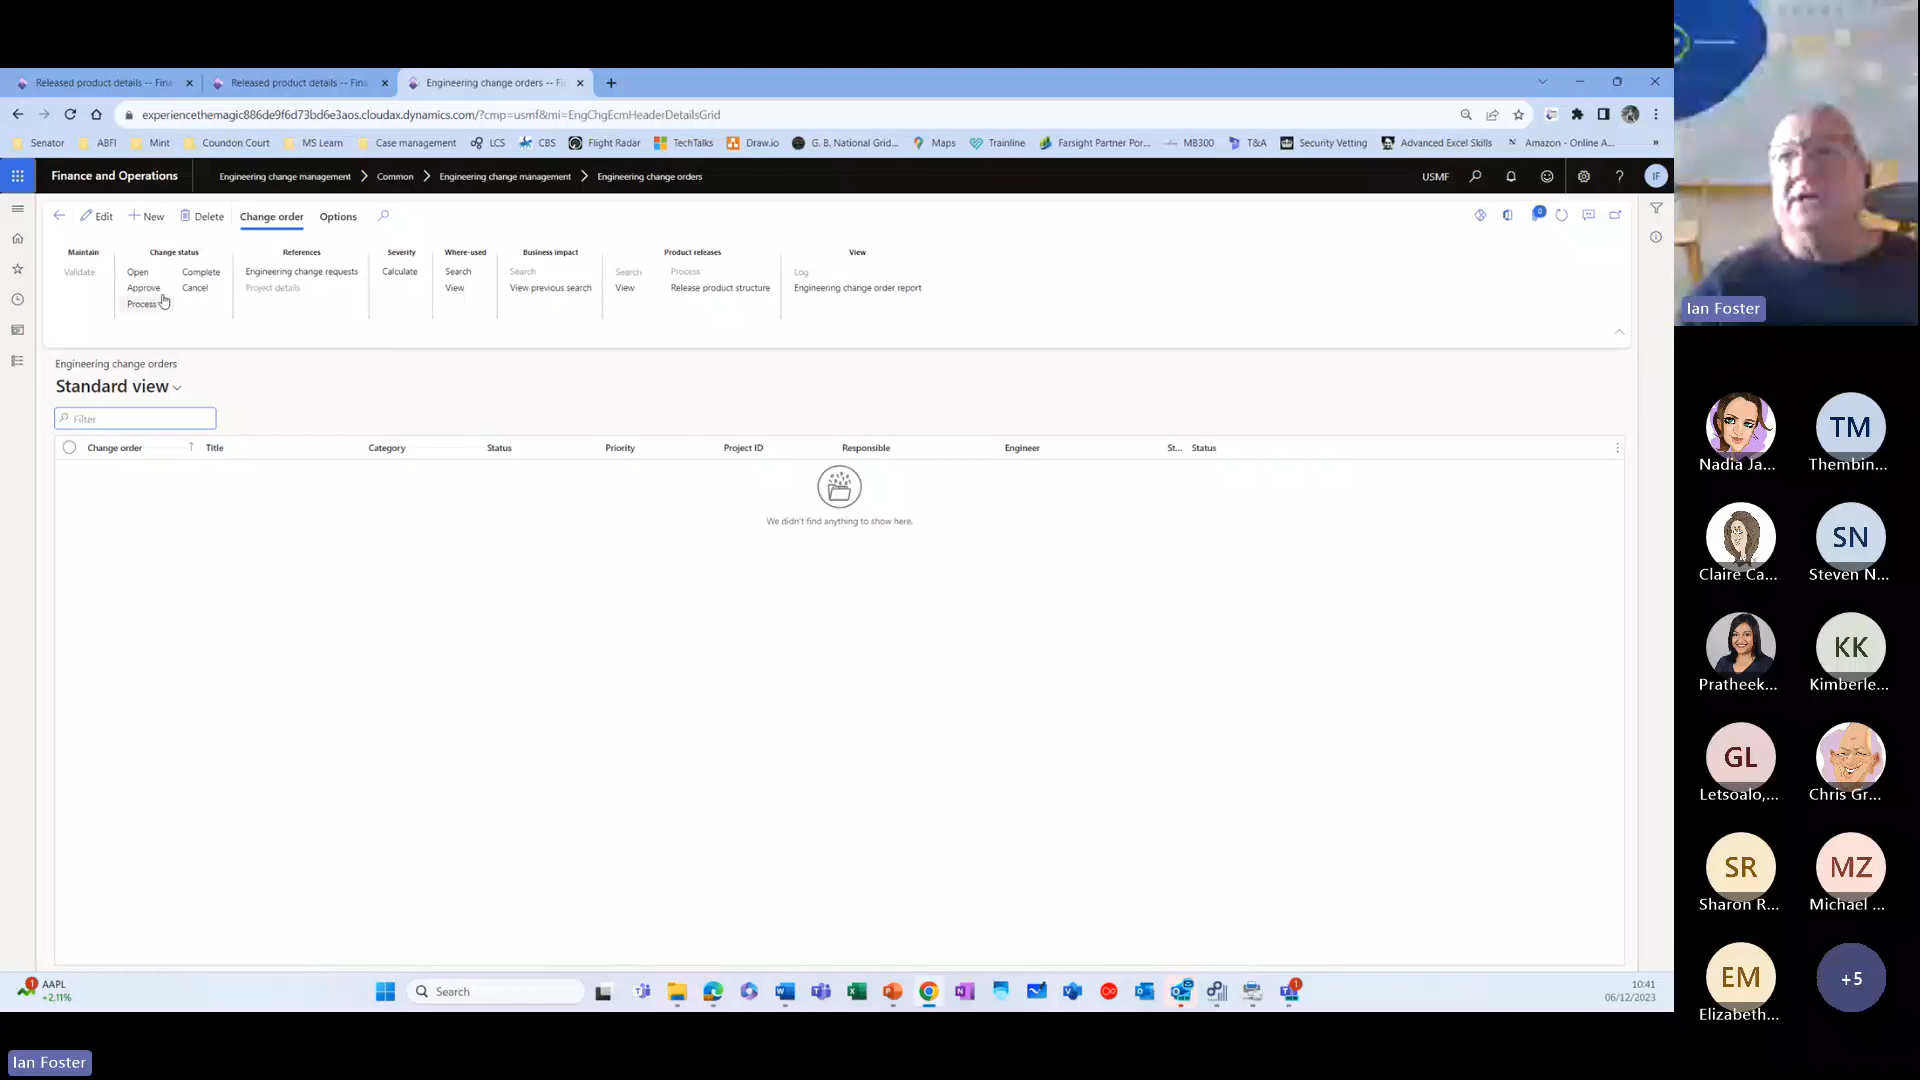 Released product details -- Fina
Released product details -- Fina
Engineering change orders -- Fi
experiencethemagic886de9f6d73bd6e3aos.cloudax.dynamics.com/?cmp=usmf&mi=EngChgEcmHeaderDetailsGrid
Senator
ABFI
Mint
Coundon Court
MS Learn
Case management
LCS
CBS
Flight Radar
TechTalks
Draw.io
G. B. National Grid...
Maps
Trainline
Farsight Partner Por...
MB300
T&A
Security Vetting
Advanced Excel Skills
Amazon - Online A...
»
Finance and Operations
Engineering change management
Common
Engineering change management
Engineering change orders
USMF
?
IF
Edit
New
Delete
Change order
Options
0
Maintain
Validate
Change status
Open
Complete
Approve
Cancel
Process
References
Engineering change requests
Project details
Severity
Calculate
Where-used
Search
View
Business impact
Search
View previous search
Product releases
Search
Process
View
Release product structure
View
Log
Engineering change order report
Engineering change orders
Standard view
Filter
Change order
Title
Category
Status
Priority
Project ID
Responsible
Engineer
St...
Status
We didn't find anything to show here.
1
AAPL
+2.11%
Search
1
10:41
06/12/2023
Ian Foster
Nadia Ja...
TM
Thembin...
Claire Ca...
SN
Steven N...
Pratheek...
KK
Kimberle...
GL
Letsoalo,...
Chris Gr...
SR
Sharon R...
MZ
Michael ...
EM
Elizabeth...
+5
Ian Foster